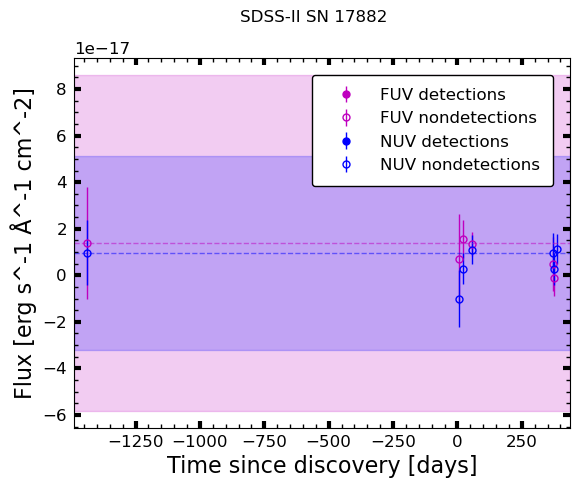 SDSS-II SN 17882
1e−17
FUV detections
FUV nondetections
NUV detections
NUV nondetections
Flux [erg s^-1 Å^-1 cm^-2]
8
6
4
2
0
−2
−4
−6
−1250 −1000 −750 −500 −250 0 250
Time since discovery [days]